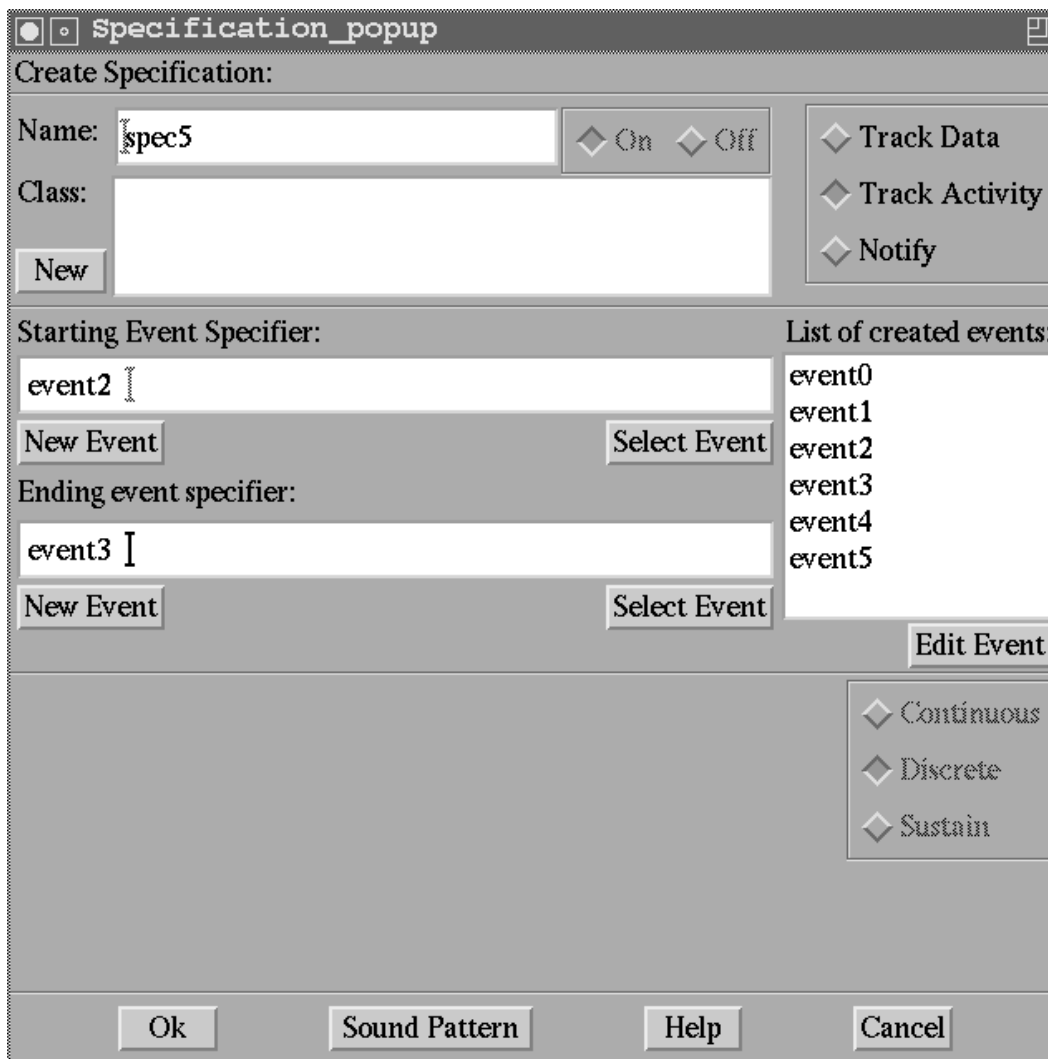 Specification_popup
Create Specification:
Name: spec5 On Off
Class:
New
Track Data
Track Activity
Notify
Starting Event Specifier:
event2
New Event Select Event
Ending event specifier:
event3
New Event Select Event
List of created events:
event0
event1
event2
event3
event4
event5
Edit Event
Continuous
Discrete
Sustain
Ok Sound Pattern Help Cancel